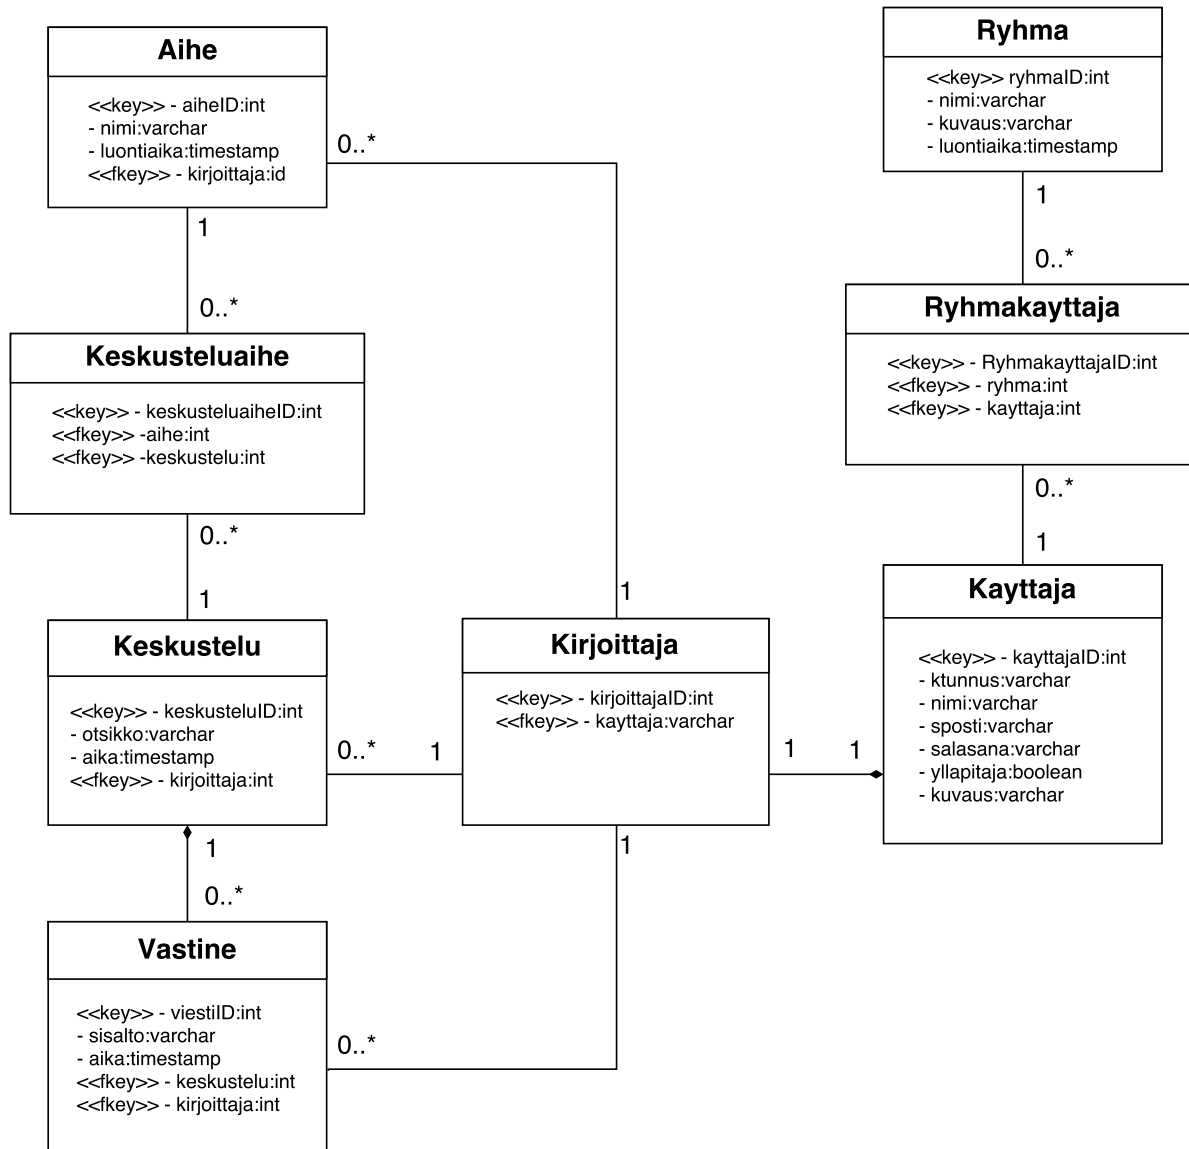 Aihe
<<key>> - aiheID:int
- nimi:varchar
- luontiaika:timestamp
<<fkey>> - kirjoittaja:id
0..*
1
0..*
Keskusteluaihe
<<key>> - keskusteluaiheID:int
<<fkey>> -aihe:int
<<fkey>> -keskustelu:int
0..*
1
Keskustelu
<<key>> - keskusteluID:int
- otsikko:varchar
- aika:timestamp
<<fkey>> - kirjoittaja:int
0..*
1
1
0..*
Vastine
<<key>> - viestiID:int
- sisalto:varchar
- aika:timestamp
<<fkey>> - keskustelu:int
<<fkey>> - kirjoittaja:int
0..*
1
Kirjoittaja
<<key>> - kirjoittajaID:int
<<fkey>> - kayttaja:varchar
1
1
1
Ryhma
<<key>> ryhmaID:int
- nimi:varchar
- kuvaus:varchar
- luontiaika:timestamp
1
0..*
Ryhmakayttaja
<<key>> - RyhmakayttajaID:int
<<fkey>> - ryhma:int
<<fkey>> - kayttaja:int
0..*
1
Kayttaja
<<key>> - kayttajaID:int
- ktunnus:varchar
- nimi:varchar
- sposti:varchar
- salasana:varchar
- yllapitaja:boolean
- kuvaus:varchar